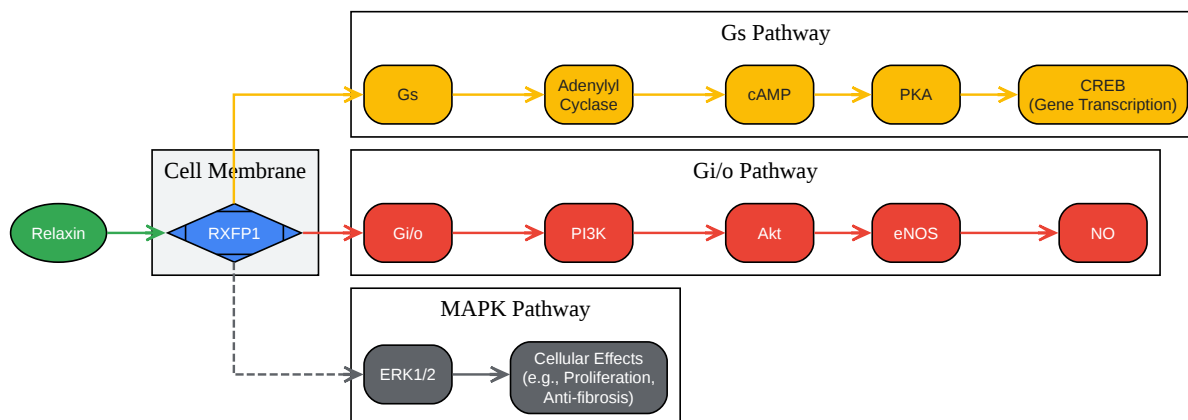 Gs Pathway
Gs
Adenylyl
Cyclase
cAMP
PKA
CREB
(Gene Transcription)
Cell Membrane
Relaxin
RXFP1
Gi/o Pathway
Gi/o
PI3K
Akt
eNOS
NO
MAPK Pathway
ERK1/2
Cellular Effects
(e.g., Proliferation,
Anti-fibrosis)